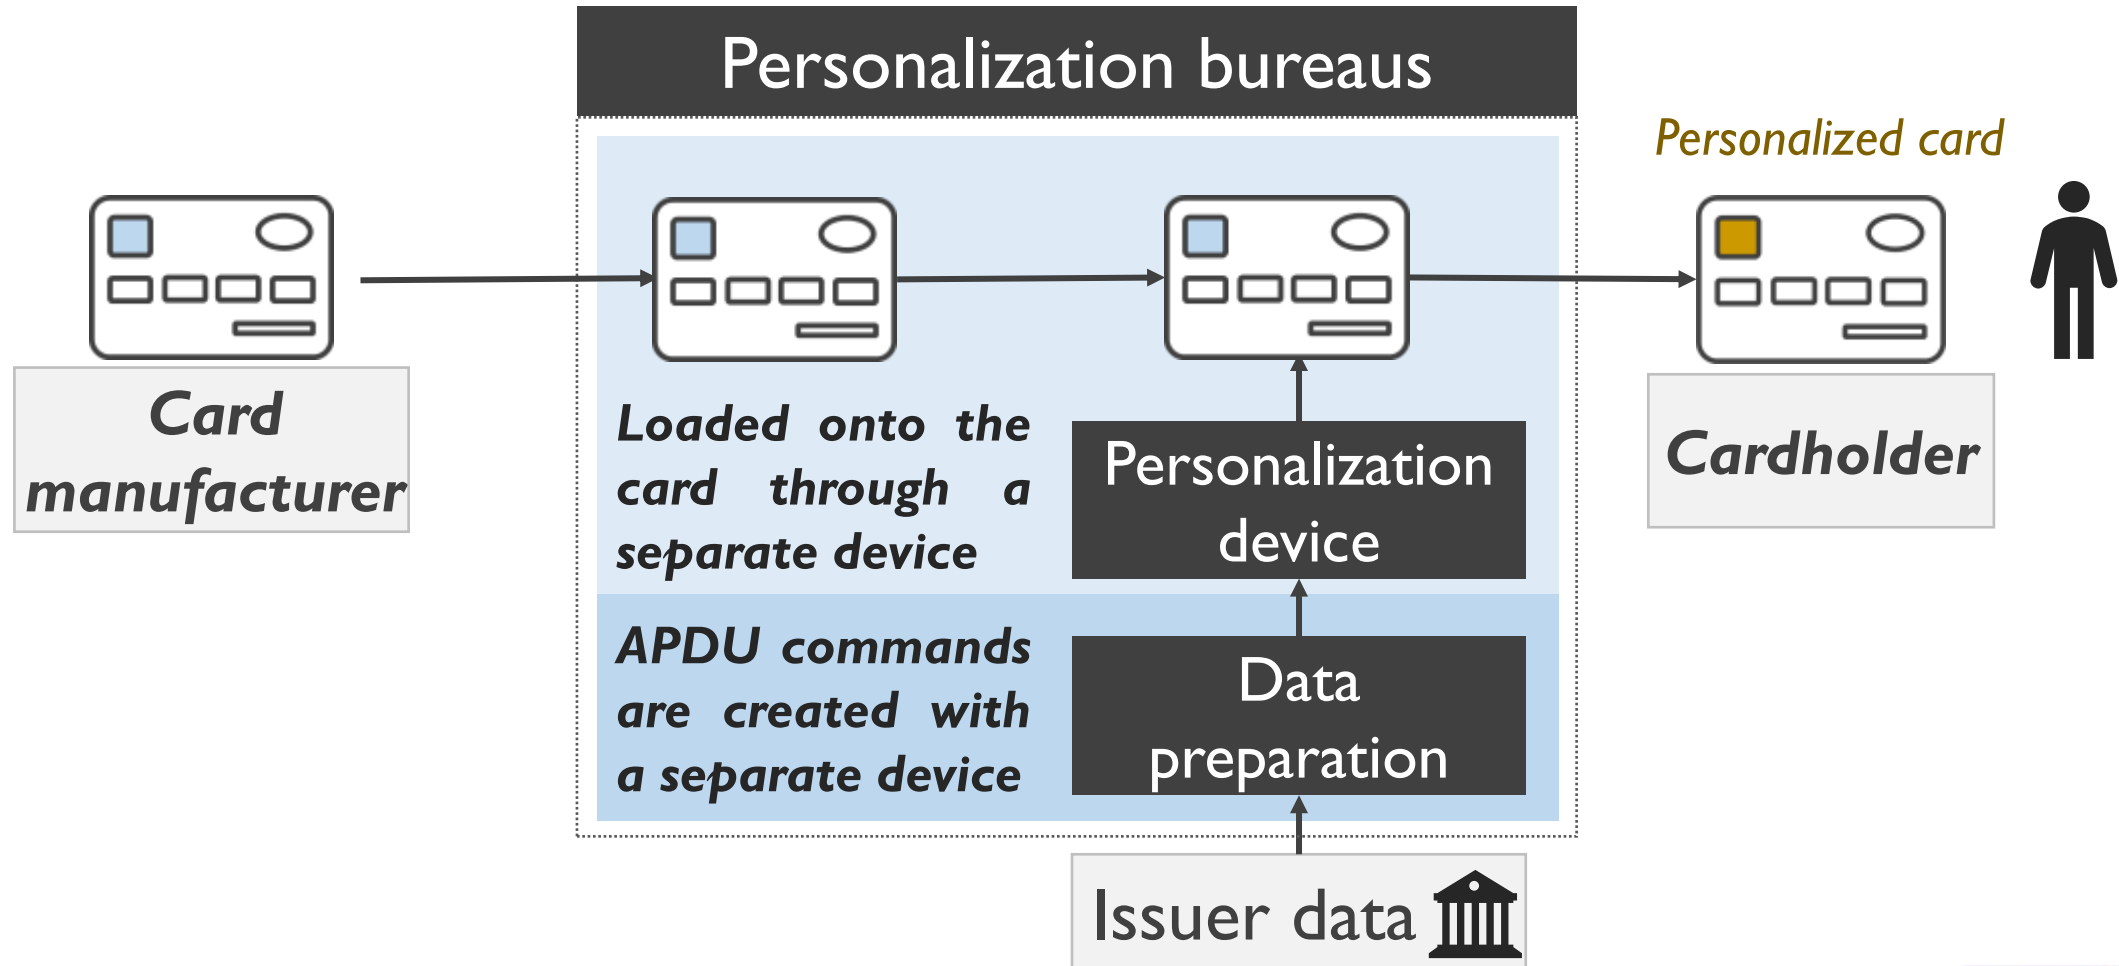 Personalization bureaus
Personalized card
Card
manufacturer
Loaded onto the
card through a
separate device
Personalization
device
Cardholder
APDU commands
are created with
a separate device
Data
preparation
Issuer data